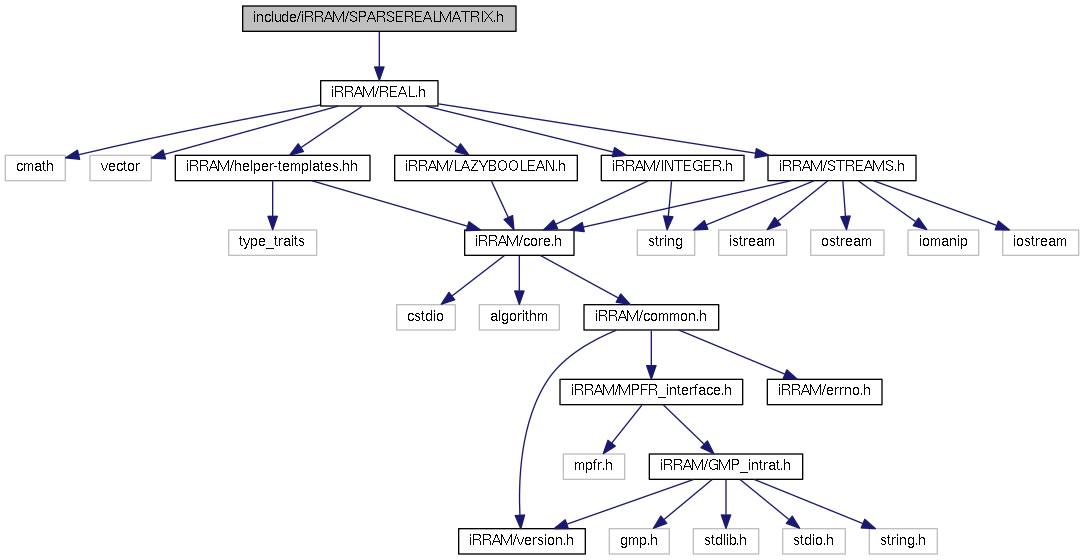 include/iRRAM/SPARSEREALMATRIX.h
iRRAM/REAL.h
cmath
vector
iRRAM/helper-templates.hh
iRRAM/LAZYBOOLEAN.h
iRRAM/INTEGER.h
iRRAM/STREAMS.h
type_traits
iRRAM/core.h
string
istream
ostream
iomanip
iostream
cstdio
algorithm
iRRAM/common.h
iRRAM/MPFR_interface.h
iRRAM/errno.h
mpfr.h
iRRAM/GMP_intrat.h
iRRAM/version.h
gmp.h
stdlib.h
stdio.h
string.h